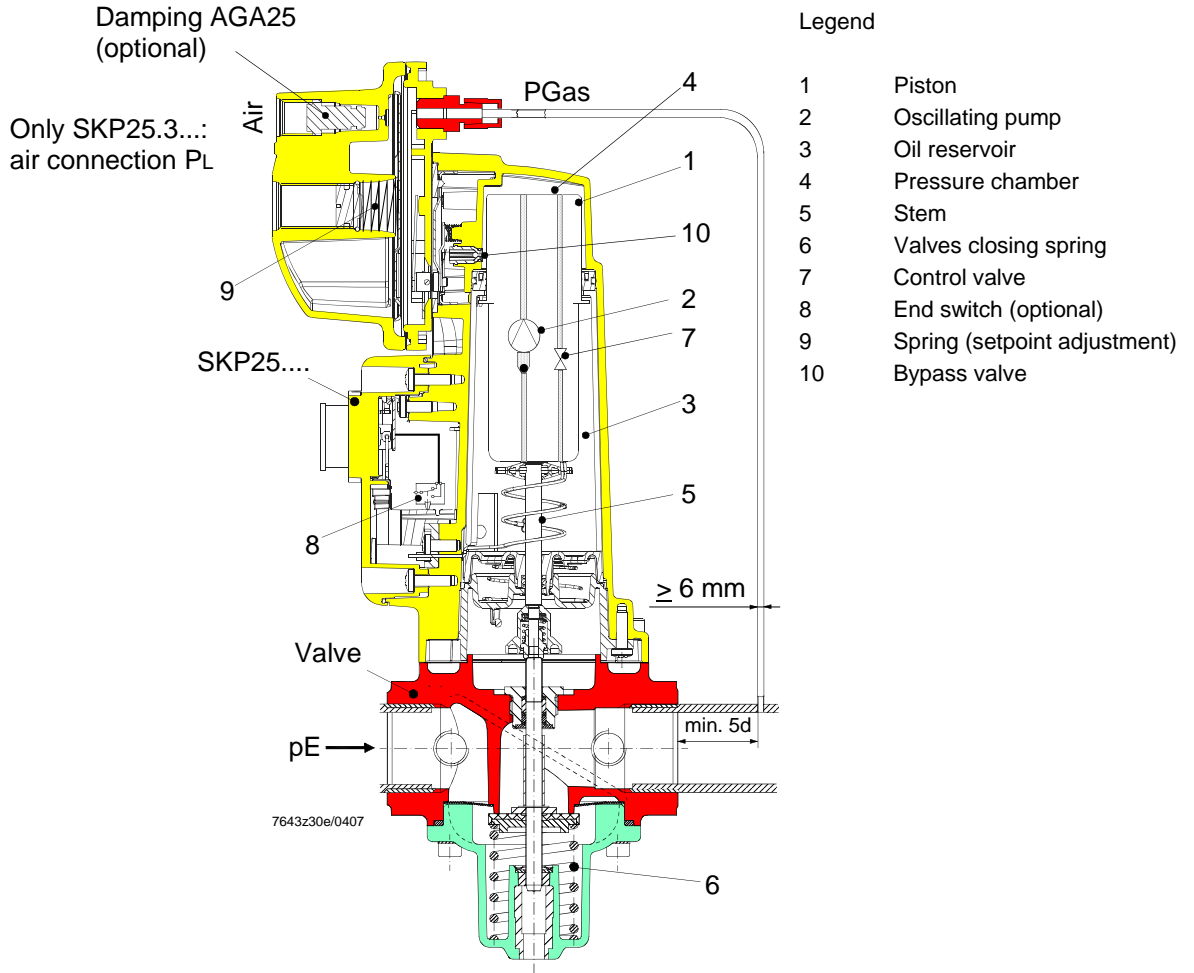 Damping AGA25
(optional)
Air
Only SKP25.3...:
air connection PL
PGas
4
1
10
9
2
7
SKP25....
3
5
8
≥ 6 mm
Valve
min. 5d
pE
7643z30e/0407
6
Legend
1 Piston
2 Oscillating pump
3 Oil reservoir
4 Pressure chamber
5 Stem
6 Valves closing spring
7 Control valve
8 End switch (optional)
9 Spring (setpoint adjustment)
10 Bypass valve